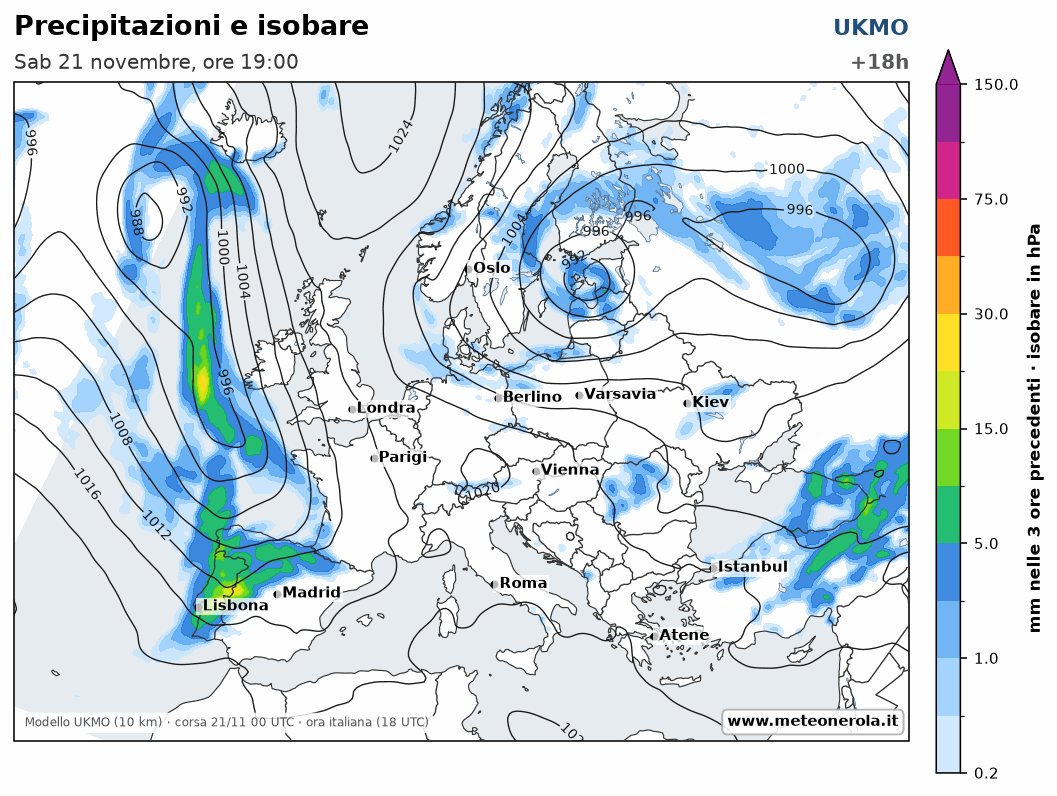 Precipitazioni e isobare
UKMO
Sab 21 novembre, ore 19:00
+18h
996
988
992
1000
1004
996
1024
1004
996
996
992
1000
996
1008
1016
1012
1020
Oslo
Berlino
Varsavia
Kiev
Londra
Parigi
Vienna
Roma
Istanbul
Atene
Madrid
Lisbona
Modello UKMO (10 km) · corsa 21/11 00 UTC · ora italiana (18 UTC)
www.meteonerola.it
150.0
75.0
30.0
15.0
5.0
1.0
0.2
mm nelle 3 ore precedenti · isobare in hPa